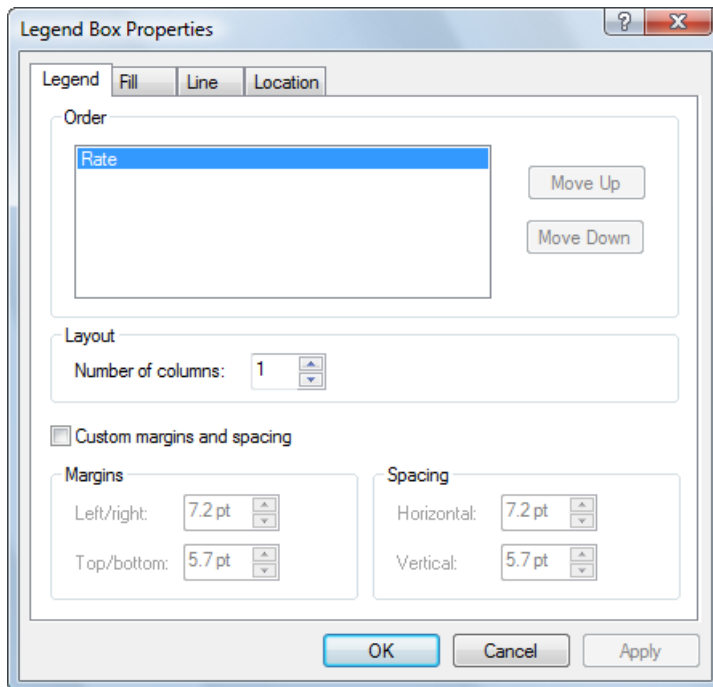 Legend Box Properties
?
X
Legend Fill Line Location
Order
Rate
Move Up
Move Down
Layout
Number of columns: 1
Custom margins and spacing
Margins
Left/right: 7.2 pt
Top/bottom: 5.7 pt
Spacing
Horizontal: 7.2 pt
Vertical: 5.7 pt
OK Cancel Apply